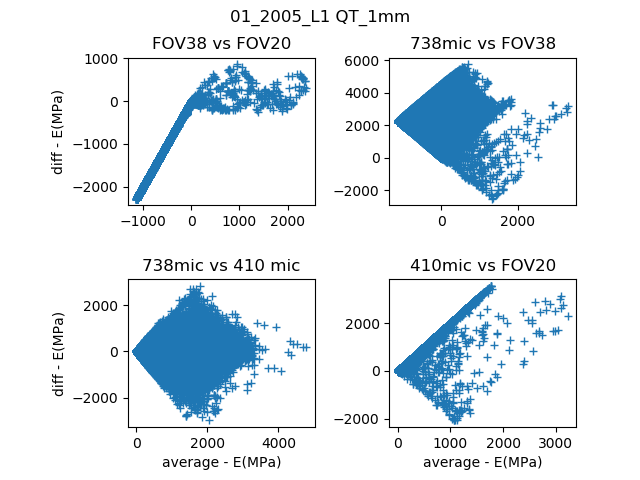 01_2005_L1 QT_1mm
FOV38 vs FOV20
738mic vs FOV38
diff - E(MPa)
1000
0
−1000
−2000
−1000 0 1000 2000
6000
4000
2000
0
−2000
0 2000
738mic vs 410 mic
410mic vs FOV20
diff - E(MPa)
2000
0
−2000
0 2000 4000
average - E(MPa)
4000
2000
0
−2000
0 1000 2000 3000
average - E(MPa)